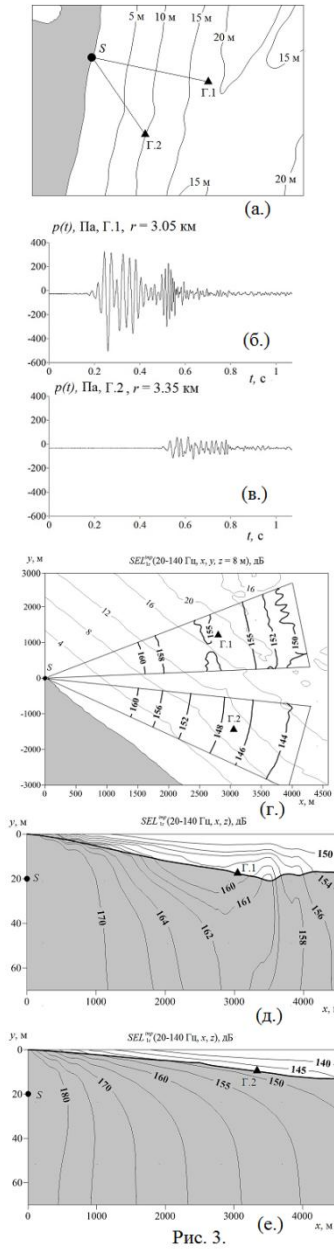 5 м 10 м 15 м 20 м 15 м
S
Г.1
Г.2
15 м 20 м
(а.)
p(t), Па, Г.1, r = 3.05 км
400
200
0
-200
-400
-600
0 0.2 0.4 0.6 0.8 1
t, с
(б.)
p(t), Па, Г.2, r = 3.35 км
400
200
0
-200
-400
-600
0 0.2 0.4 0.6 0.8 1
t, с
(в.)
y, м
(20-140 Гц, x, y, z = 8 м), дБ
3000
2000
1000
0
-1000
-2000
-3000
4 8 12 16 20 16
160 158 155 155 152 150
Г.1
S
160 156 152 148 146 144
Г.2
0 500 1000 1500 2000 2500 3000 3500 4000 4500
x, м
(г.)
y, м
(20-140 Гц, x, z), дБ
0
20
40
60
S
Г.1
150
154
156
158
160
161
162
164
170
0 1000 2000 3000 4000
x, м
(д.)
y, м
(20-140 Гц, x, z), дБ
0
20
40
60
S
Г.2
140
145
150
155
160
170
180
0 1000 2000 3000 4000
x, м
(е.)
Рис. 3.